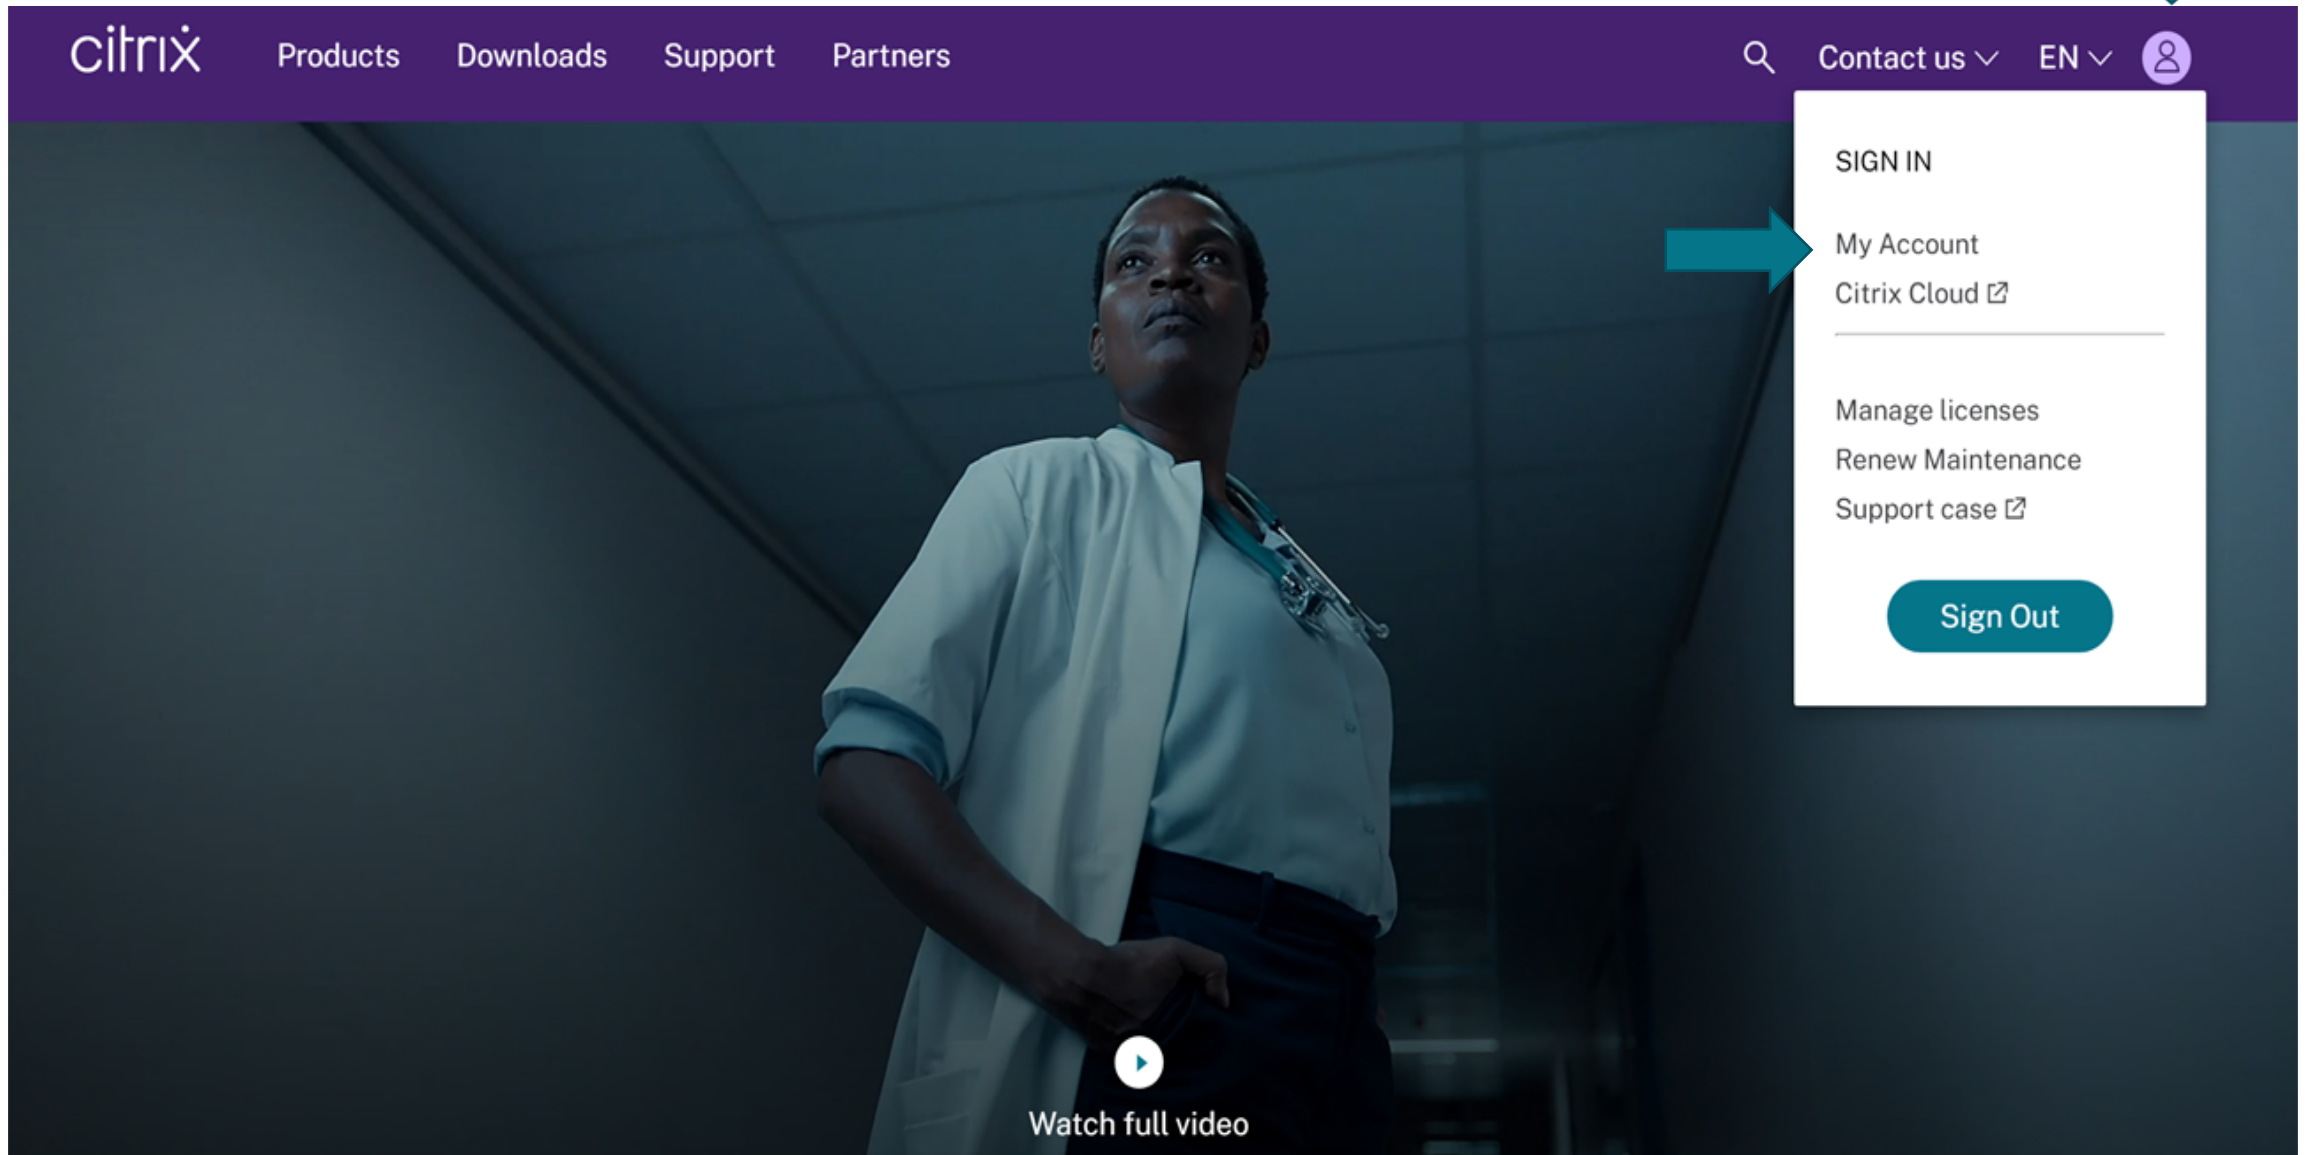 citrix Products Downloads Support Partners Contact us EN
SIGN IN
My Account
Citrix Cloud
Manage licenses
Renew Maintenance
Support case
Sign Out
Watch full video